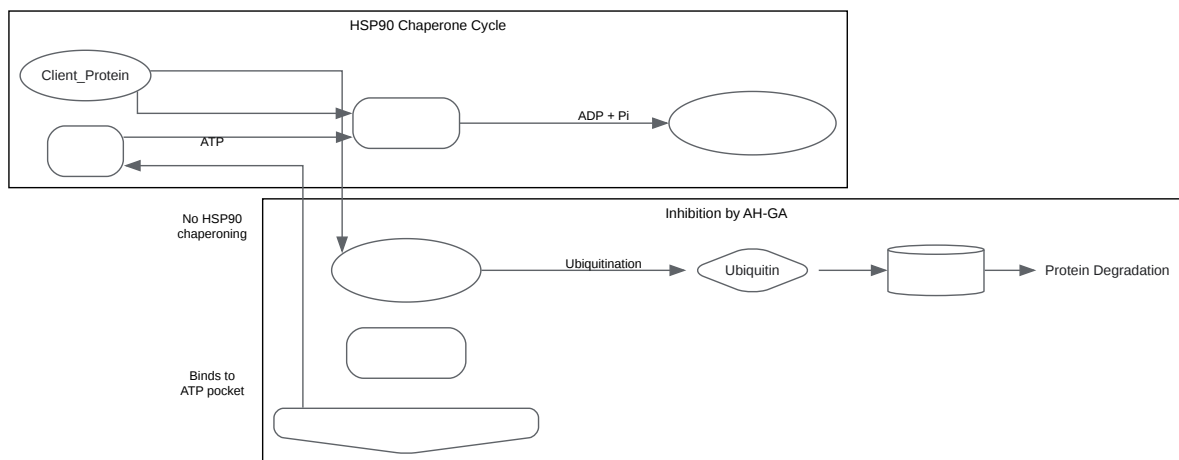 HSP90 Chaperone Cycle
Client_Protein
ATP
ADP + Pi
No HSP90
chaperoning
Inhibition by AH-GA
Ubiquitination
Ubiquitin
Protein Degradation
Binds to
ATP pocket